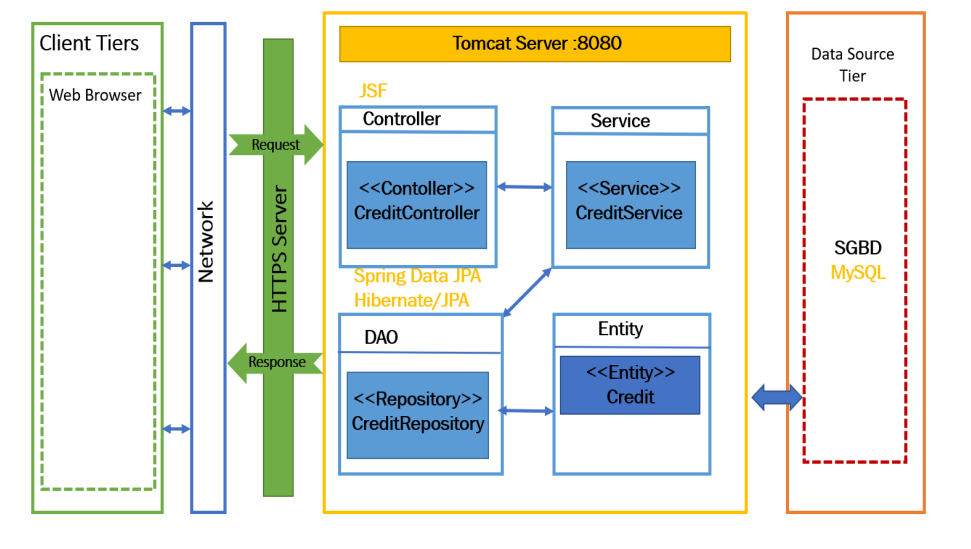 Client Tiers
Web Browser
Network
HTTPS Server
Request
Response
Tomcat Server :8080
JSF
Controller
<<Contoller>>
CreditController
Service
<<Service>>
CreditService
Spring Data JPA
Hibernate/JPA
DAO
<<Repository>>
CreditRepository
Entity
<<Entity>>
Credit
Data Source
Tier
SGBD
MySQL